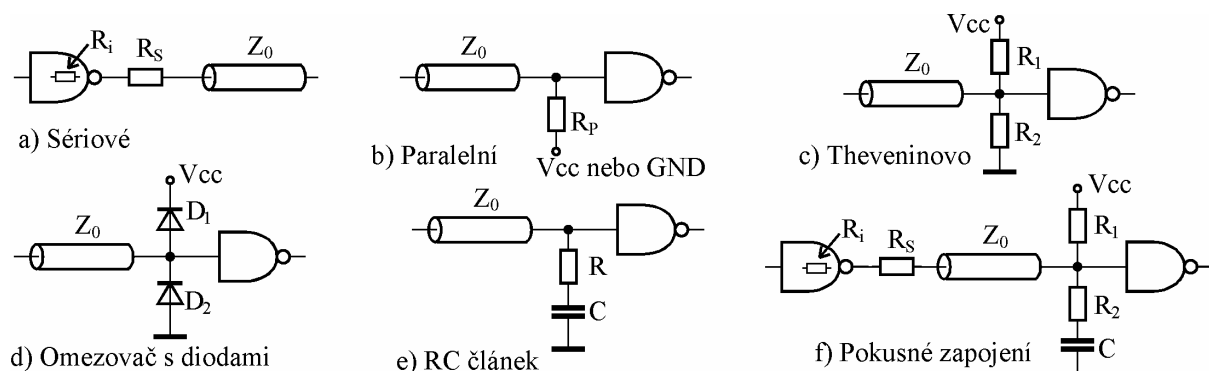 Ri
RS
Z0
a) Sériové
Z0
RP
Vcc nebo GND
b) Paralelní
Vcc
Z0
R1
R2
c) Theveninovo
Vcc
Z0
D1
D2
d) Omezovač s diodami
Z0
R
C
e) RC článek
Vcc
Ri
RS
Z0
R1
R2
C
f) Pokusné zapojení